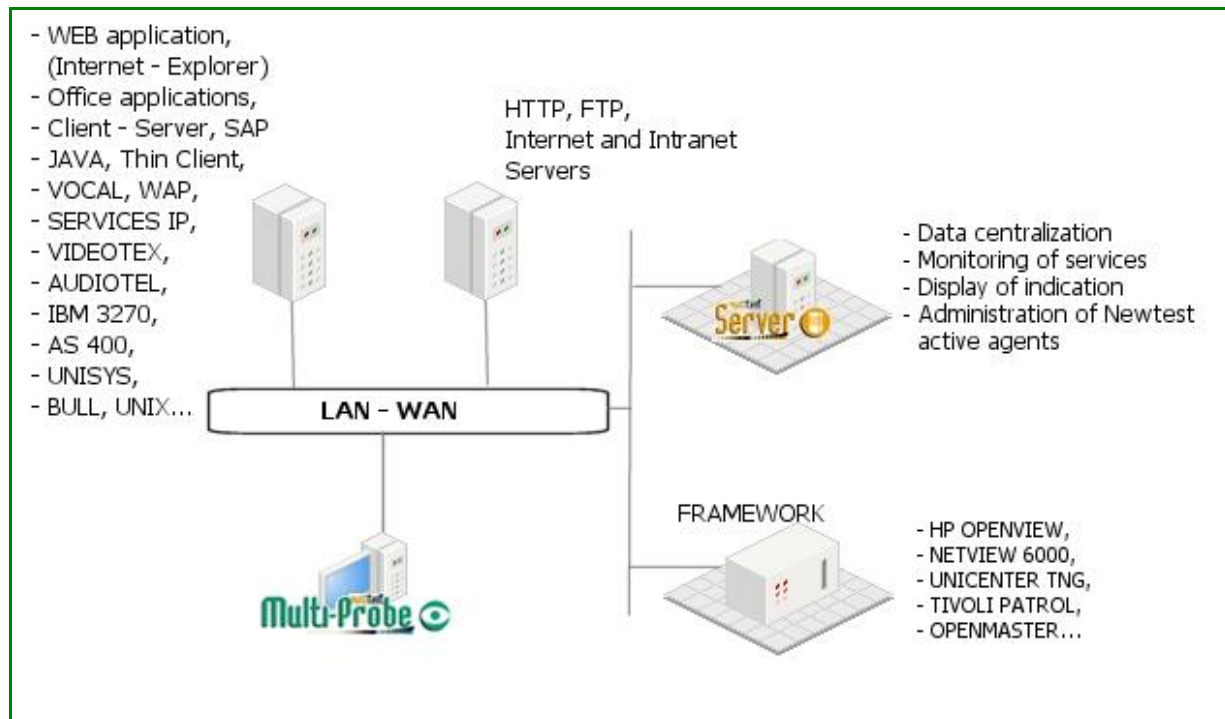 - WEB application,
(Internet - Explorer)
- Office applications,
- Client - Server, SAP
- JAVA, Thin Client,
- VOCAL, WAP,
- SERVICES IP,
- VIDEOTEX,
- AUDIOTEL,
- IBM 3270,
- AS 400,
- UNISYS,
- BULL, UNIX...
HTTP, FTP,
Internet and Intranet
Servers
Server
- Data centralization
- Monitoring of services
- Display of indication
- Administration of Newtest
active agents
LAN - WAN
Multi-Probe
FRAMEWORK
- HP OPENVIEW,
- NETVIEW 6000,
- UNICENTER TNG,
- TIVOLI PATROL,
- OPENMASTER...